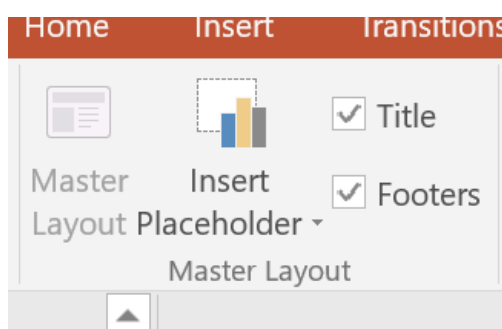 Home Insert Transitions
Master Layout
Insert Placeholder
Title
Footers
Master Layout